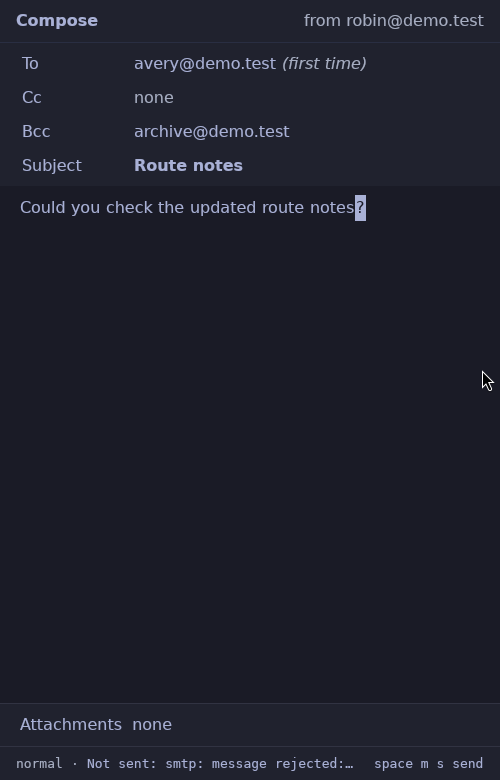 Compose from robin@demo.test
To avery@demo.test (first time)
Cc none
Bcc archive@demo.test
Subject Route notes
Could you check the updated route notes?
Attachments none
normal · Not sent: smtp: message rejected:… space m s send